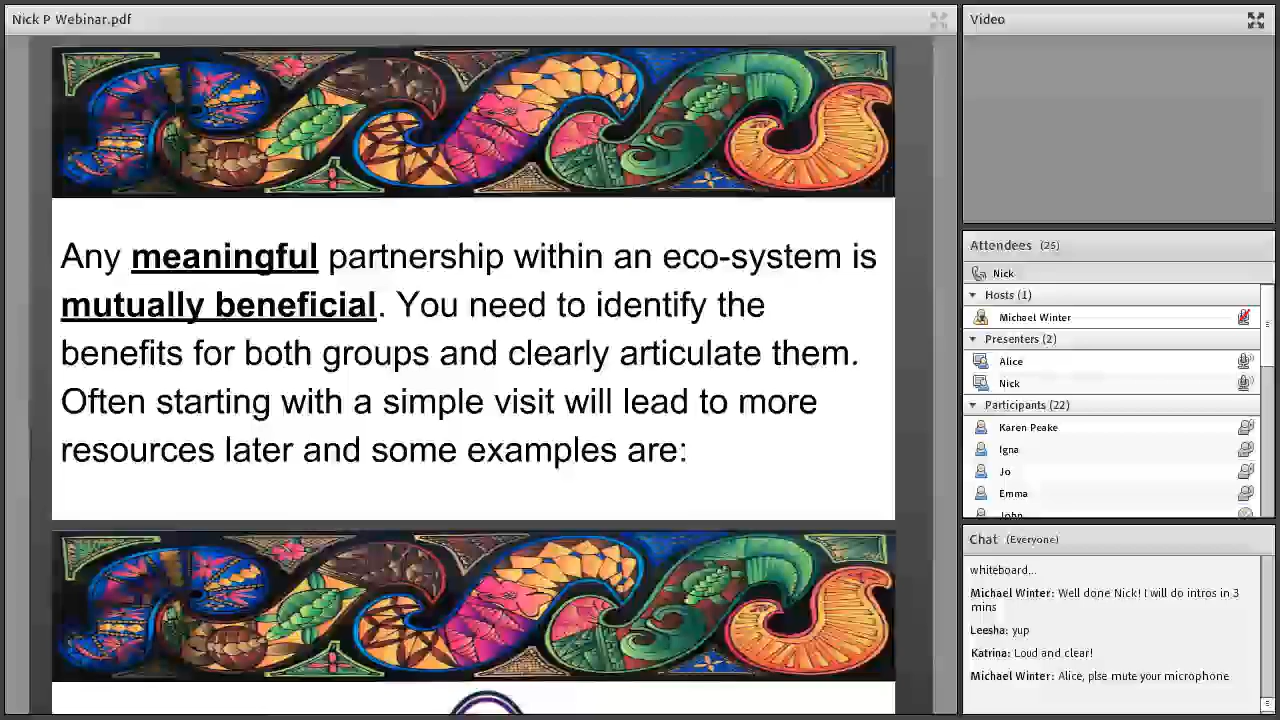 Nick P Webinar.pdf
Any meaningful partnership within an eco-system is
mutually beneficial. You need to identify the
benefits for both groups and clearly articulate them.
Often starting with a simple visit will lead to more
resources later and some examples are:
Video
Attendees (25)
Nick
Hosts (1)
Michael Winter
Presenters (2)
Alice
Nick
Participants (22)
Karen Peake
Igna
Jo
Emma
John
Chat (Everyone)
whiteboard...
Michael Winter: Well done Nick! I will do intros in 3
mins
Leesha: yup
Katrina: Loud and clear!
Michael Winter: Alice, plse mute your microphone